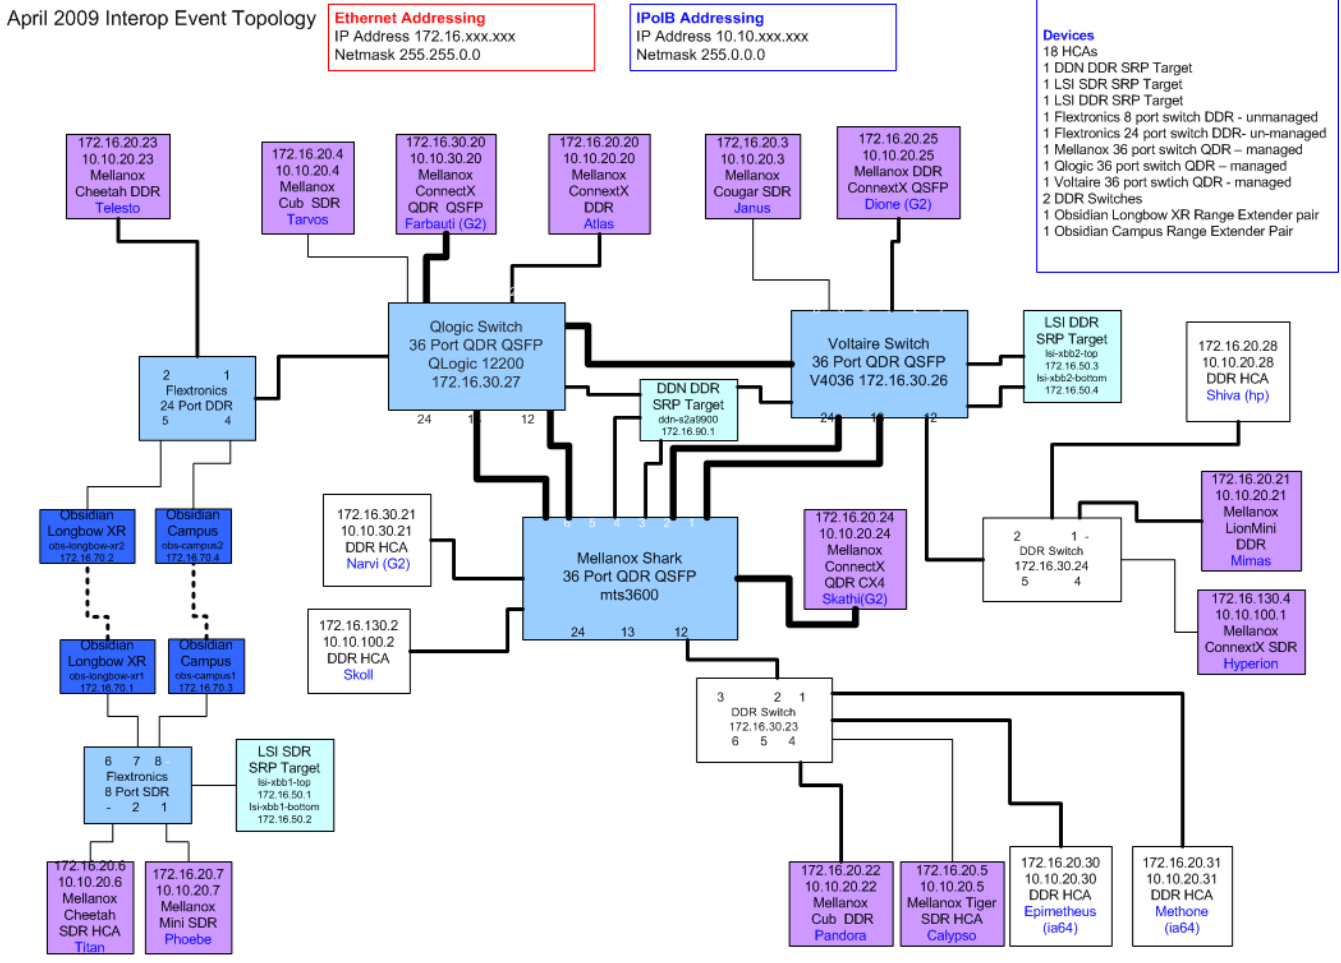 April 2009 Interop Event Topology
Ethernet Addressing
IP Address 172.16.xxx.xxx
Netmask 255.255.0.0
IPoIB Addressing
IP Address 10.10.xxx.xxx
Netmask 255.0.0.0
Devices
18 HCAs
1 DDN DDR SRP Target
1 LSI SDR SRP Target
1 LSI DDR SRP Target
1 Flextronics 8 port switch DDR - unmanaged
1 Flextronics 24 port switch DDR- un-managed
1 Mellanox 36 port switch QDR – managed
1 Qlogic 36 port switch QDR – managed
1 Voltaire 36 port swtich QDR - managed
2 DDR Switches
1 Obsidian Longbow XR Range Extender pair
1 Obsidian Campus Range Extender Pair
172.16.20.23
10.10.20.23
Mellanox
Cheetah DDR
Telesto
172.16.20.4
10.10.20.4
Mellanox
Cub SDR
Tarvos
172.16.30.20
10.10.30.20
Mellanox
ConnectX
QDR QSFP
Farbauti (G2)
172.16.20.20
10.10.20.20
Mellanox
ConnextX
DDR
Atlas
172,16.20.3
10.10.20.3
Mellanox
Cougar SDR
Janus
172.16.20.25
10.10.20.25
Mellanox DDR
ConnextX QSFP
Dione (G2)
Qlogic Switch
36 Port QDR QSFP
QLogic 12200
172.16.30.27
24
12
Voltaire Switch
36 Port QDR QSFP
V4036 172.16.30.26
24
12
LSI DDR
SRP Target
lsi-xbb2-top
172.16.50.3
lsi-xbb2-bottom
172.16.50.4
172.16.20.28
10.10.20.28
DDR HCA
Shiva (hp)
2 1
Flextronics
24 Port DDR
5 4
DDN DDR
SRP Target
ddn-s2a9900
172.16.90.1
Obsidian
Longbow XR
obs-longbow-xr2
172.16.70.2
Obsidian
Campus
obs-campus2
172.16.70.4
172.16.30.21
10.10.30.21
DDR HCA
Narvi (G2)
6 5 4 3 2 1
Mellanox Shark
36 Port QDR QSFP
mts3600
24 13 12
172.16.20.24
10.10.20.24
Mellanox
ConnectX
QDR CX4
Skathi(G2)
2 1 -
DDR Switch
172.16.30.24
5 4
172.16.20.21
10.10.20.21
Mellanox
LionMini
DDR
Mimas
172.16.130.4
10.10.100.1
Mellanox
ConnextX SDR
Hyperion
172.16.130.2
10.10.100.2
DDR HCA
Skoll
Obsidian
Longbow XR
obs-longbow-xr1
172.16.70.1
Obsidian
Campus
obs-campus1
172.16.70.3
3 2 1
DDR Switch
172.16.30.23
6 5 4
6 7 8 -
Flextronics
8 Port SDR
- 2 1
LSI SDR
SRP Target
lsi-xbb1-top
172.16.50.1
lsi-xbb1-bottom
172.16.50.2
172.16.20.6
10.10.20.6
Mellanox
Cheetah
SDR HCA
Titan
172.16.20.7
10.10.20.7
Mellanox
Mini SDR
Phoebe
172.16.20.22
10.10.20.22
Mellanox
Cub DDR
Pandora
172.16.20.5
10.10.20.5
Mellanox Tiger
SDR HCA
Calypso
172.16.20.30
10.10.20.30
DDR HCA
Epimetheus
(ia64)
172.16.20.31
10.10.20.31
DDR HCA
Methone
(ia64)